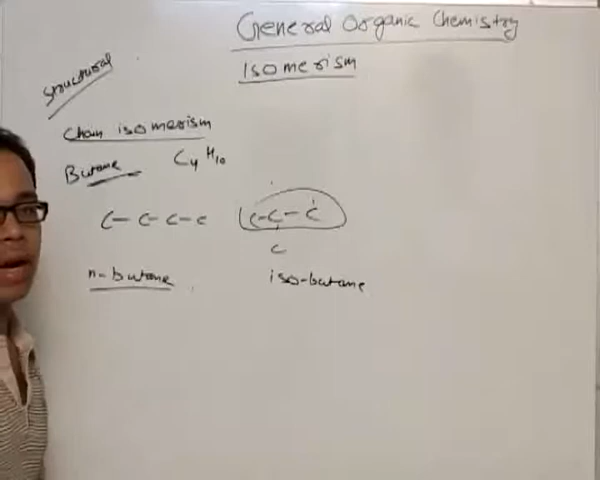 General Organic Chemistry
Isomerism
Structural
Chain isomerism
Butane C4H10
C-C-C-C C-C-C
C
n-butane iso-butane